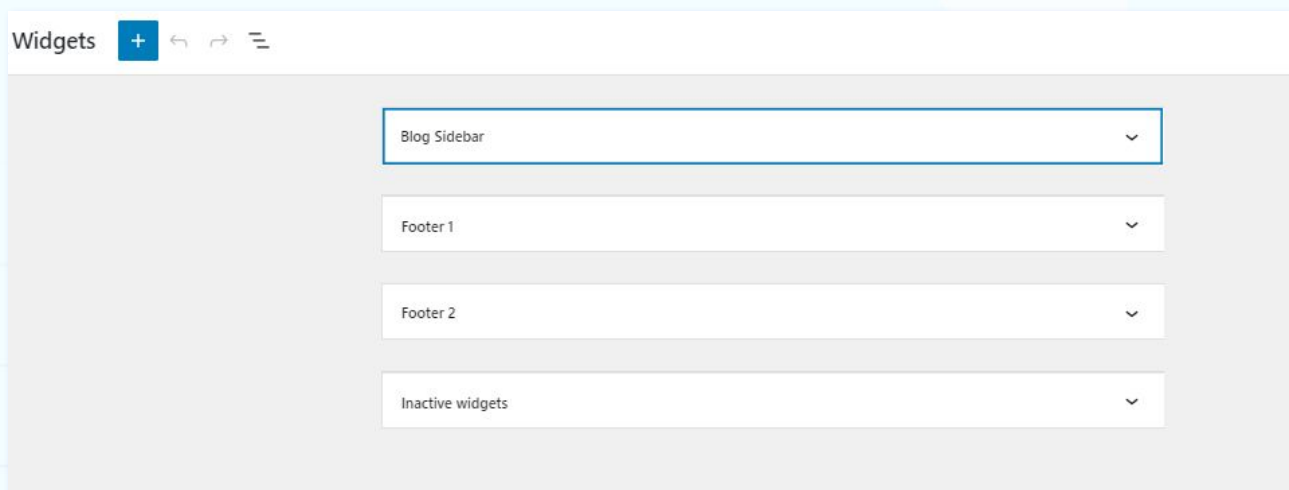 Widgets
Blog Sidebar
Footer 1
Footer 2
Inactive widgets